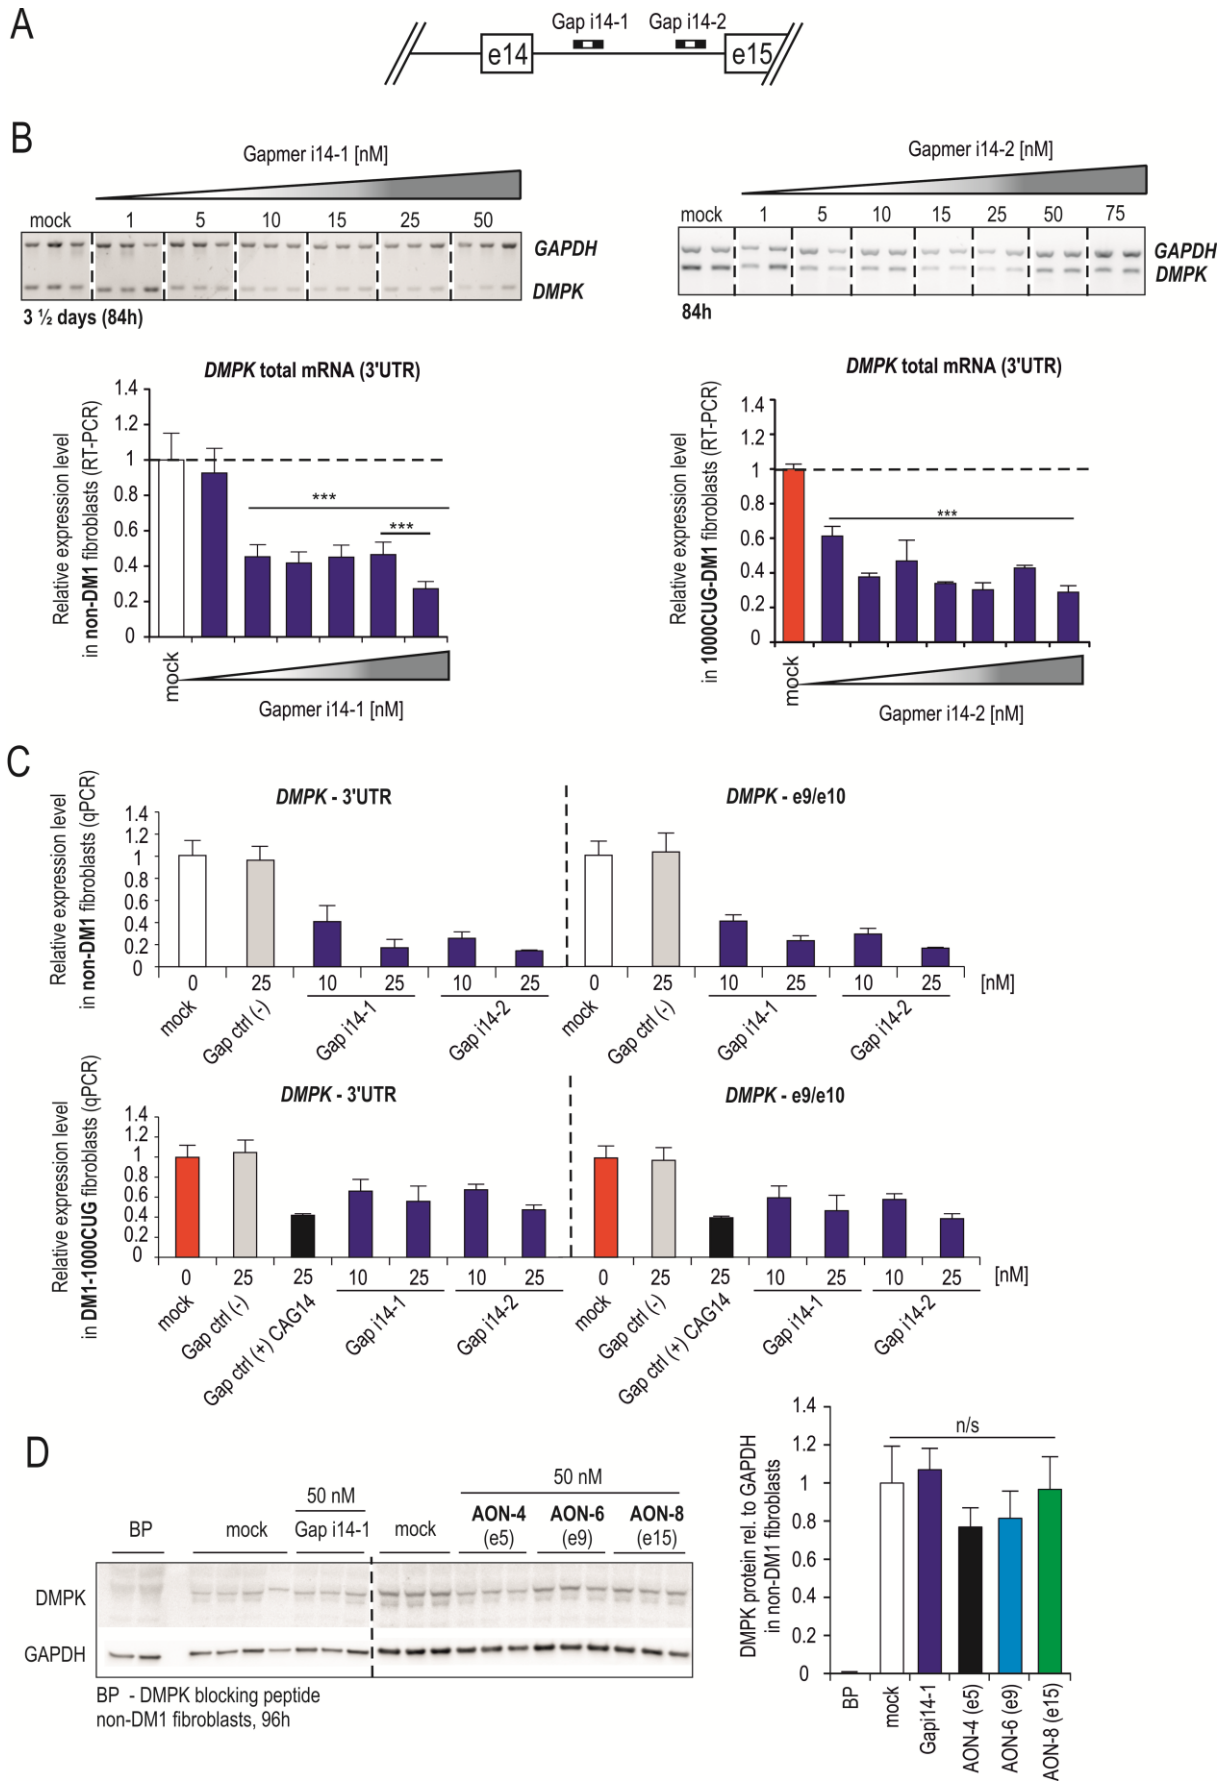 A
Gap i14-1 Gap i14-2
e14 e15
B
Gapmer i14-1 [nM]
mock 1 5 10 15 25 50
GAPDH
DMPK
3 ½ days (84h)
Gapmer i14-2 [nM]
mock 1 5 10 15 25 50 75
GAPDH
DMPK
84h
DMPK total mRNA (3'UTR)
Relative expression level
in non-DM1 fibroblasts (RT-PCR)
1.4
1.2
1
0.8
0.6
0.4
0.2
0
***
***
mock
Gapmer i14-1 [nM]
DMPK total mRNA (3'UTR)
Relative expression level
in 1000CUG-DM1 fibroblasts (RT-PCR)
1.4
1.2
1
0.8
0.6
0.4
0.2
0
***
mock
Gapmer i14-2 [nM]
C
Relative expression level
in non-DM1 fibroblasts (qPCR)
DMPK - 3'UTR DMPK - e9/e10
1.4
1.2
1
0.8
0.6
0.4
0.2
0
0 25 10 25 10 25 0 25 10 25 10 25 [nM]
mock Gap ctrl (-) Gap i14-1 Gap i14-2 mock Gap ctrl (-) Gap i14-1 Gap i14-2
Relative expression level
in DM1-1000CUG fibroblasts (qPCR)
DMPK - 3'UTR DMPK - e9/e10
1.4
1.2
1
0.8
0.6
0.4
0.2
0
0 25 25 10 25 10 25 0 25 25 10 25 10 25 [nM]
mock Gap ctrl (-) Gap ctrl (+) CAG14 Gap i14-1 Gap i14-2 mock Gap ctrl (-) Gap ctrl (+) CAG14 Gap i14-1 Gap i14-2
D
50 nM
50 nM
BP mock Gap i14-1 mock AON-4 AON-6 AON-8
(e5) (e9) (e15)
DMPK
GAPDH
BP - DMPK blocking peptide
non-DM1 fibroblasts, 96h
DMPK protein rel. to GAPDH
in non-DM1 fibroblasts
1.4
1.2
1
0.8
0.6
0.4
0.2
0
n/s
BP mock Gapi14-1 AON-4 (e5) AON-6 (e9) AON-8 (e15)